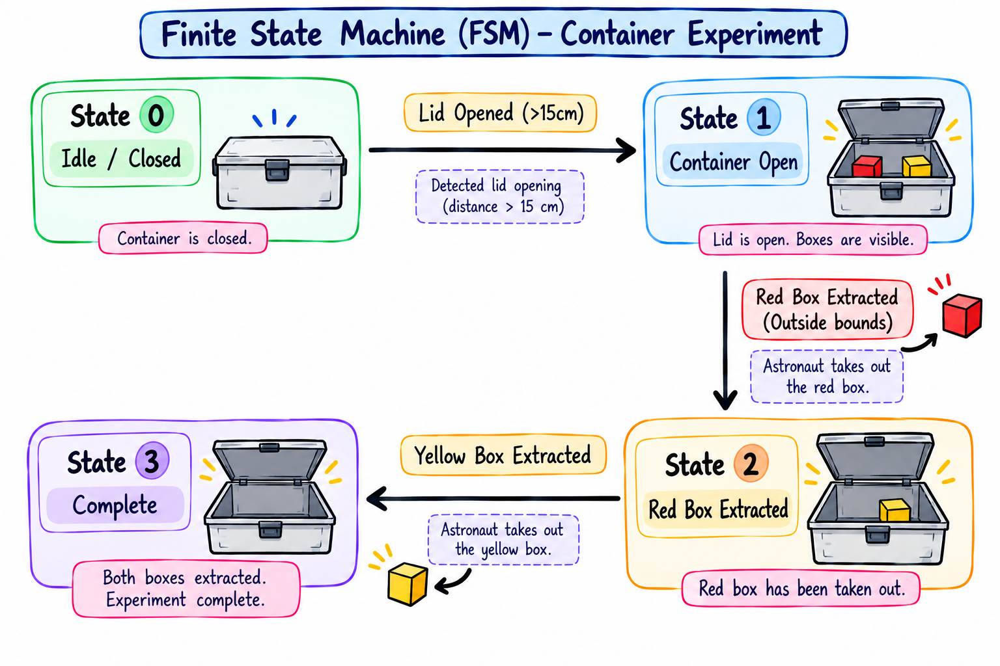 Finite State Machine (FSM) – Container Experiment
State 0
Idle / Closed
Container is closed.
Lid Opened (>15cm)
Detected lid opening
(distance > 15 cm)
State 1
Container Open
Lid is open. Boxes are visible.
Red Box Extracted
(Outside bounds)
Astronaut takes out
the red box.
State 2
Red Box Extracted
Red box has been taken out.
Yellow Box Extracted
Astronaut takes out
the yellow box.
State 3
Complete
Both boxes extracted.
Experiment complete.